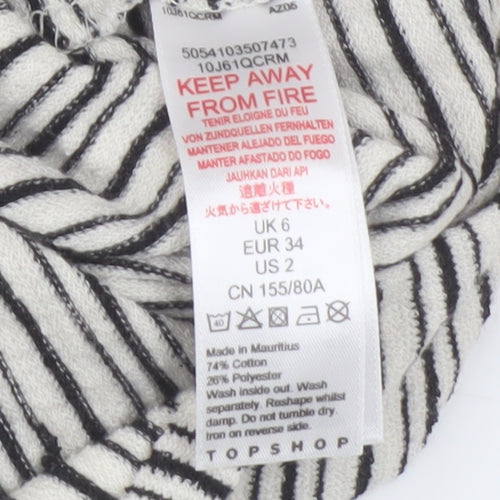 10J61QCRM AZ05
5054103507473
10J61QCRM
KEEP AWAY
FROM FIRE
TENIR ELOIGNE DU FEU
VON ZUNDQUELLEN FERNHALTEN
MANTENER ALEJADO DEL FUEGO
MANTER AFASTADO DO FOGO
JAUHKAN DARI API
遠離火種
火気から遠ざけて下さい。
UK 6
EUR 34
US 2
CN 155/80A
40
Made in Mauritius
74% Cotton
26% Polyester
Wash inside out. Wash
separately. Reshape whilst
damp. Do not tumble dry.
Iron on reverse side.
TOPSHOP